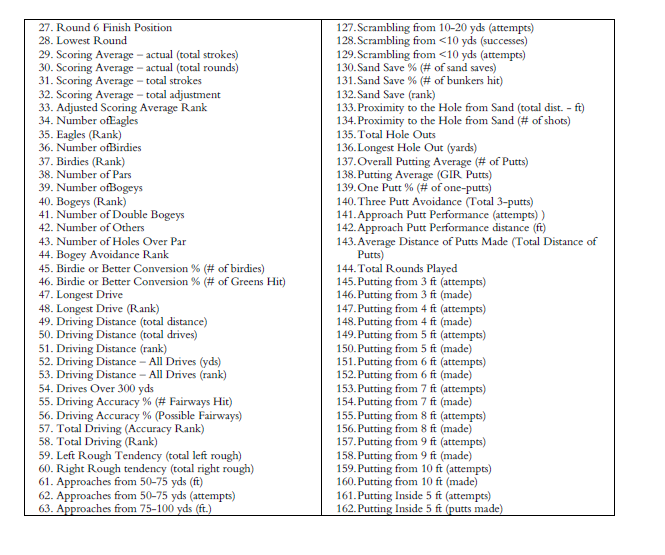 27. Round 6 Finish Position
28. Lowest Round
29. Scoring Average – actual (total strokes)
30. Scoring Average – actual (total rounds)
31. Scoring Average – total strokes
32. Scoring Average – total adjustment
33. Adjusted Scoring Average Rank
34. Number ofEagles
35. Eagles (Rank)
36. Number ofBirdies
37. Birdies (Rank)
38. Number of Pars
39. Number ofBogeys
40. Bogeys (Rank)
41. Number of Double Bogeys
42. Number of Others
43. Number of Holes Over Par
44. Bogey Avoidance Rank
45. Birdie or Better Conversion % (# of birdies)
46. Birdie or Better Conversion % (# of Greens Hit)
47. Longest Drive
48. Longest Drive (Rank)
49. Driving Distance (total distance)
50. Driving Distance (total drives)
51. Driving Distance (rank)
52. Driving Distance – All Drives (yds)
53. Driving Distance – All Drives (rank)
54. Drives Over 300 yds
55. Driving Accuracy % (# Fairways Hit)
56. Driving Accuracy % (Possible Fairways)
57. Total Driving (Accuracy Rank)
58. Total Driving (Rank)
59. Left Rough Tendency (total left rough)
60. Right Rough tendency (total right rough)
61. Approaches from 50-75 yds (ft)
62. Approaches from 50-75 yds (attempts)
63. Approaches from 75-100 yds (ft.)
127. Scrambling from 10-20 yds (attempts)
128. Scrambling from <10 yds (successes)
129. Scrambling from <10 yds (attempts)
130. Sand Save % (# of sand saves)
131. Sand Save % (# of bunkers hit)
132. Sand Save (rank)
133. Proximity to the Hole from Sand (total dist. - ft)
134. Proximity to the Hole from Sand (# of shots)
135. Total Hole Outs
136. Longest Hole Out (yards)
137. Overall Putting Average (# of Putts)
138. Putting Average (GIR Putts)
139. One Putt % (# of one-putts)
140. Three Putt Avoidance (Total 3-putts)
141. Approach Putt Performance (attempts) )
142. Approach Putt Performance distance (ft)
143. Average Distance of Putts Made (Total Distance of
Putts)
144. Total Rounds Played
145. Putting from 3 ft (attempts)
146. Putting from 3 ft (made)
147. Putting from 4 ft (attempts)
148. Putting from 4 ft (made)
149. Putting from 5 ft (attempts)
150. Putting from 5 ft (made)
151. Putting from 6 ft (attempts)
152. Putting from 6 ft (made)
153. Putting from 7 ft (attempts)
154. Putting from 7 ft (made)
155. Putting from 8 ft (attempts)
156. Putting from 8 ft (made)
157. Putting from 9 ft (attempts)
158. Putting from 9 ft (made)
159. Putting from 10 ft (attempts)
160. Putting from 10 ft (made)
161. Putting Inside 5 ft (attempts)
162. Putting Inside 5 ft (putts made)